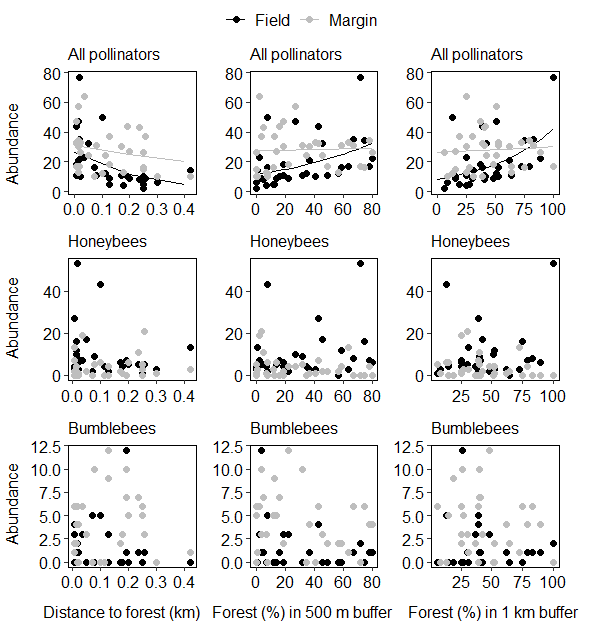 Field Margin
All pollinators All pollinators All pollinators
Abundance
80 60 40 20 0
80 60 40 20 0
80 60 40 20 0
0.0 0.1 0.2 0.3 0.4
0 20 40 60 80
0 25 50 75 100
Honeybees Honeybees Honeybees
Abundance
40 20 0
40 20 0
40 20 0
0.0 0.1 0.2 0.3 0.4
0 20 40 60 80
25 50 75 100
Bumblebees Bumblebees Bumblebees
Abundance
12.5 10.0 7.5 5.0 2.5 0.0
12.5 10.0 7.5 5.0 2.5 0.0
12.5 10.0 7.5 5.0 2.5 0.0
0.0 0.1 0.2 0.3 0.4
0 20 40 60 80
25 50 75 100
Distance to forest (km) Forest (%) in 500 m buffer Forest (%) in 1 km buffer